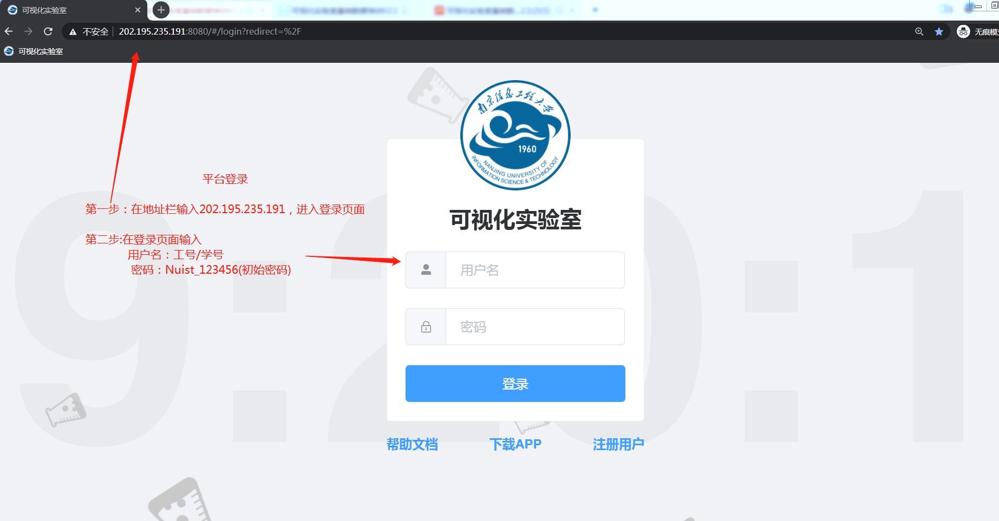 可视化实验室
不安全 202.195.235.191:8080/#/login?redirect=%2F
无痕模
可视化实验室
南京信息工程大学
1960
NANJING UNIVERSITY OF
INFORMATION SCIENCE & TECHNOLOGY
平台登录
第一步：在地址栏输入202.195.235.191，进入登录页面
第二步:在登录页面输入
用户名：工号/学号
密码：Nuist_123456(初始密码)
可视化实验室
用户名
密码
登录
帮助文档 下载APP 注册用户
9:20:1